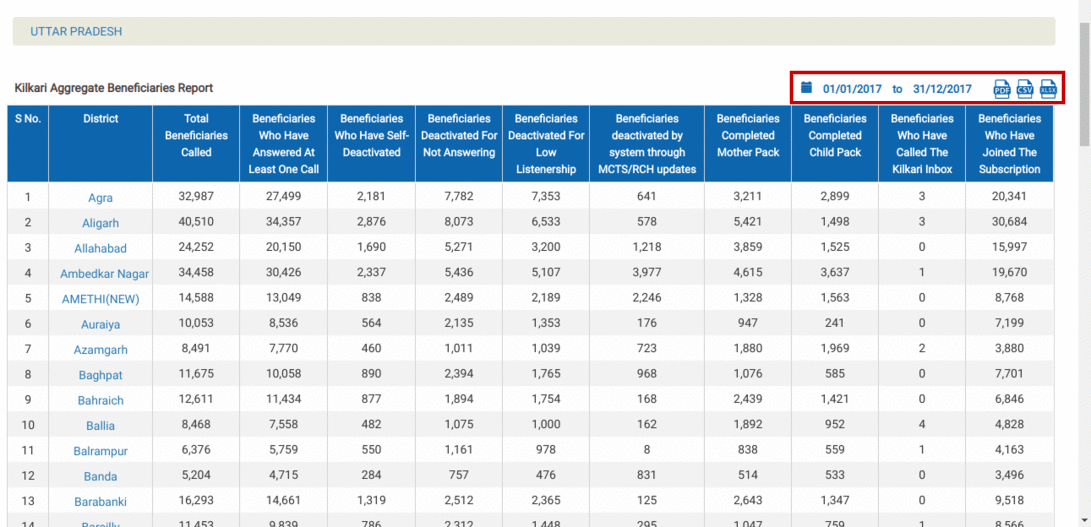 UTTAR PRADESH
Kilkari Aggregate Beneficiaries Report
01/01/2017 to 31/12/2017 PDF CSV XLSX
S No. District Total Beneficiaries Called Beneficiaries Who Have Answered At Least One Call Beneficiaries Who Have Self-Deactivated Beneficiaries Deactivated For Not Answering Beneficiaries Deactivated For Low Listenership Beneficiaries deactivated by system through MCTS/RCH updates Beneficiaries Completed Mother Pack Beneficiaries Completed Child Pack Beneficiaries Who Have Called The Kilkari Inbox Beneficiaries Who Have Joined The Subscription
1 Agra 32,987 27,499 2,181 7,782 7,353 641 3,211 2,899 3 20,341
2 Aligarh 40,510 34,357 2,876 8,073 6,533 578 5,421 1,498 3 30,684
3 Allahabad 24,252 20,150 1,690 5,271 3,200 1,218 3,859 1,525 0 15,997
4 Ambedkar Nagar 34,458 30,426 2,337 5,436 5,107 3,977 4,615 3,637 1 19,670
5 AMETHI(NEW) 14,588 13,049 838 2,489 2,189 2,246 1,328 1,563 0 8,768
6 Auraiya 10,053 8,536 564 2,135 1,353 176 947 241 0 7,199
7 Azamgarh 8,491 7,770 460 1,011 1,039 723 1,880 1,969 2 3,880
8 Baghpat 11,675 10,058 890 2,394 1,765 968 1,076 585 0 7,701
9 Bahraich 12,611 11,434 877 1,894 1,754 168 2,439 1,421 0 6,846
10 Ballia 8,468 7,558 482 1,075 1,000 162 1,892 952 4 4,828
11 Balrampur 6,376 5,759 550 1,161 978 8 838 559 1 4,163
12 Banda 5,204 4,715 284 757 476 831 514 533 0 3,496
13 Barabanki 16,293 14,661 1,319 2,512 2,365 125 2,643 1,347 0 9,518
14 Bareilly 11,453 9,839 786 2,312 1,448 295 1,047 759 1 8,566